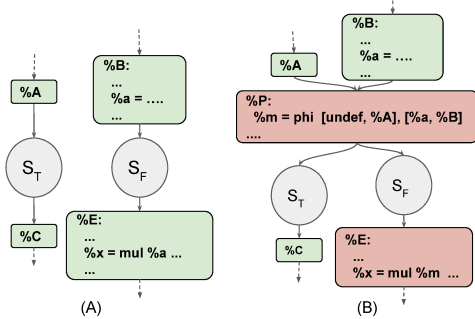 %A
%B:
...
%a = ....
...
S_T
S_F
%C
%E:
...
%x = mul %a ...
...
(A)
%A
%B:
...
%a = ....
...
%P:
%m = phi [undef, %A], [%a, %B]
....
S_T
S_F
%C
%E:
...
%x = mul %m ...
...
(B)